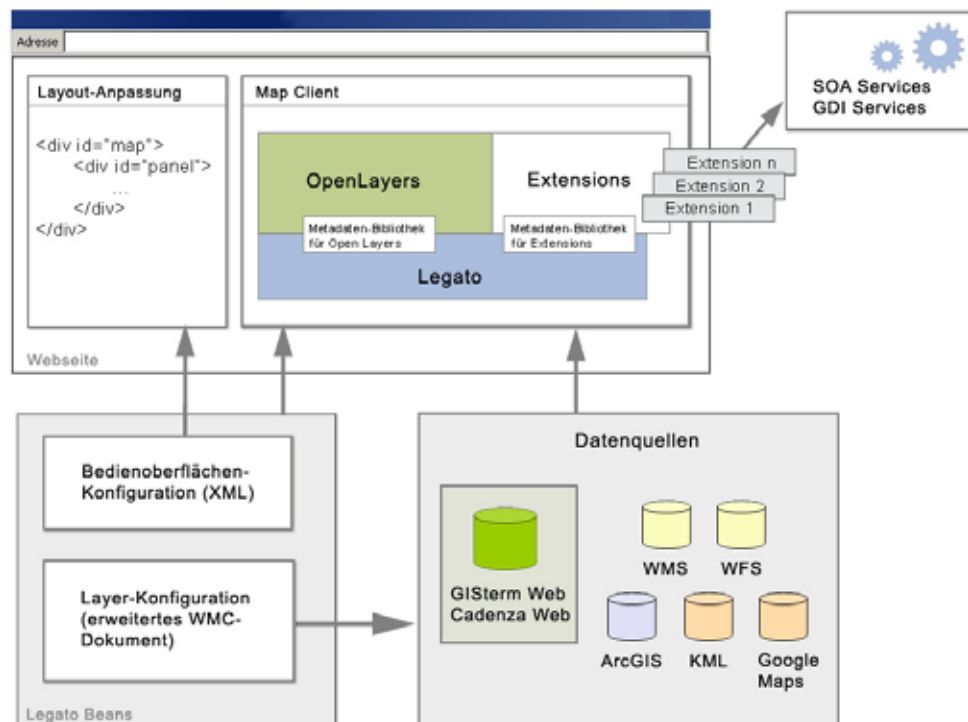 Adresse
Layout-Anpassung
<div id="map">
<div id="panel">
...
</div>
</div>
Map Client
OpenLayers
Extensions
Metadaten-Bibliothek
für Open Layers
Metadaten-Bibliothek
für Extensions
Legato
Extension n
Extension 2
Extension 1
SOA Services
GDI Services
Webseite
Bedienoberflächen-
Konfiguration (XML)
Layer-Konfiguration
(erweitertes WMC-
Dokument)
Legato Beans
Datenquellen
GISterm Web
Cadenza Web
WMS
WFS
ArcGIS
KML
Google
Maps